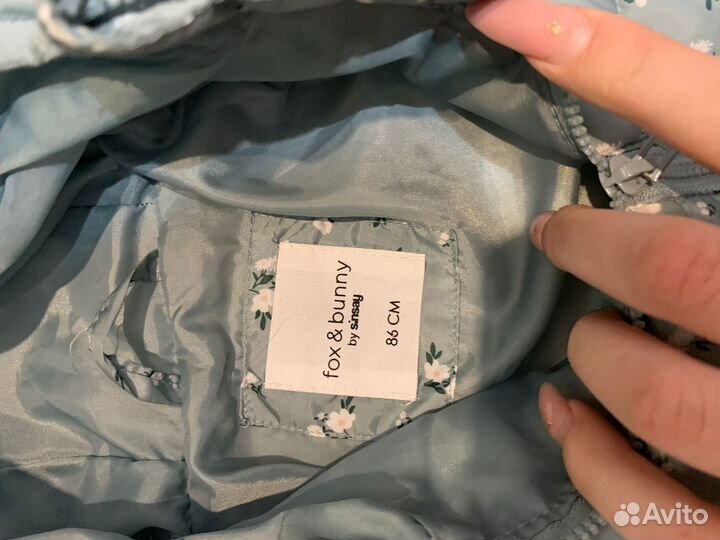 fox & bunny
by sinsay
86 CM
Avito